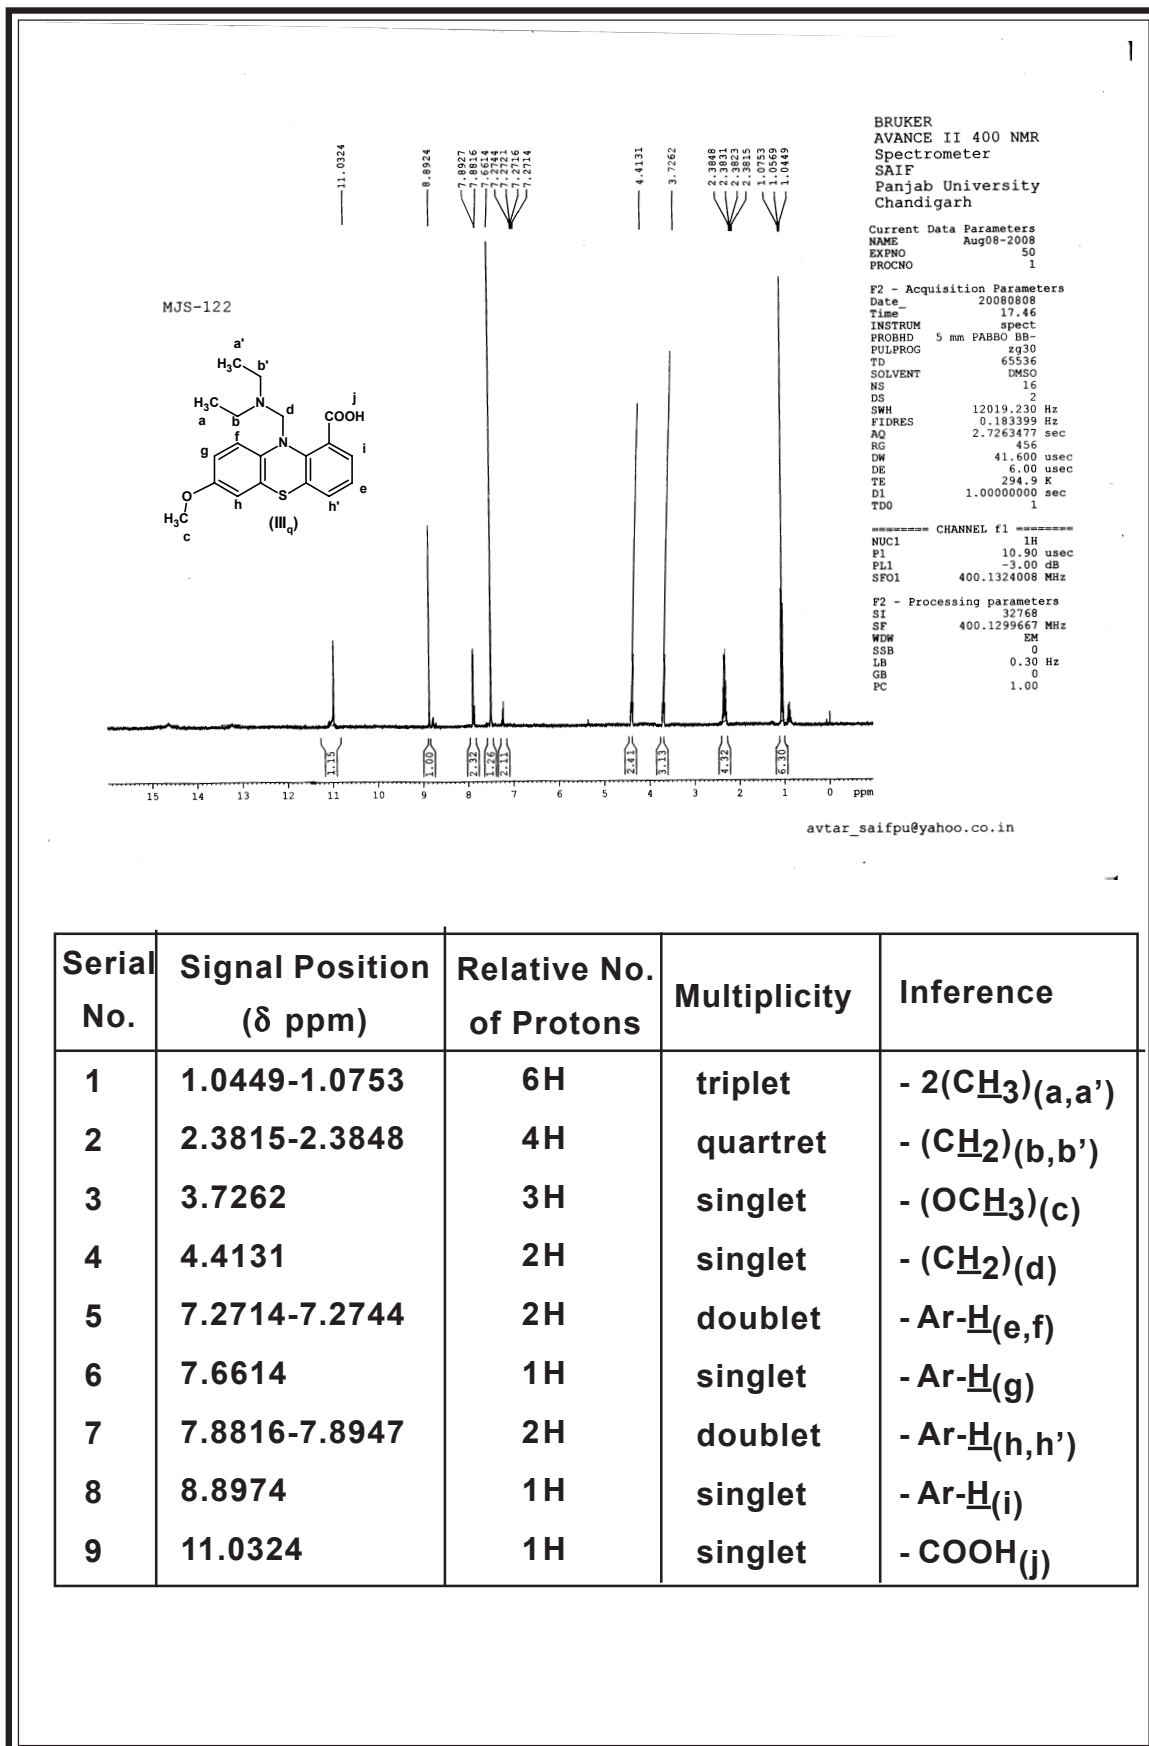 1
11.0324
8.8924
7.8927
7.8816
7.6614
7.2744
7.2721
7.2716
7.2714
4.4131
3.7262
2.3848
2.3831
2.3823
2.3815
1.0753
1.0569
1.0449
BRUKER
AVANCE II 400 NMR
Spectrometer
SAIF
Panjab University
Chandigarh
Current Data Parameters
NAME Aug08-2008
EXPNO 50
PROCNO 1
F2 - Acquisition Parameters
Date_ 20080808
Time 17.46
INSTRUM spect
PROBHD 5 mm PABBO BB-
PULPROG zg30
TD 65536
SOLVENT DMSO
NS 16
DS 2
SWH 12019.230 Hz
FIDRES 0.183399 Hz
AQ 2.7263477 sec
RG 456
DW 41.600 usec
DE 6.00 usec
TE 294.9 K
D1 1.00000000 sec
TD0 1
======== CHANNEL f1 ========
NUC1 1H
P1 10.90 usec
PL1 -3.00 dB
SFO1 400.1324008 MHz
F2 - Processing parameters
SI 32768
SF 400.1299667 MHz
WDW EM
SSB 0
LB 0.30 Hz
GB 0
PC 1.00
MJS-122
a'
H3C b'
H3C N d j
a b COOH
f N
g i
O S e
H3C h h'
c (IIIq)
1.15 1.00 2.32 1.26 2.11 2.41 3.13 4.32 6.30
15 14 13 12 11 10 9 8 7 6 5 4 3 2 1 0 ppm
avtar_saifpu@yahoo.co.in
Serial No. Signal Position (δ ppm) Relative No. of Protons Multiplicity Inference
1 1.0449-1.0753 6H triplet - 2(CH3)(a,a’)
2 2.3815-2.3848 4H quartret - (CH2)(b,b’)
3 3.7262 3H singlet - (OCH3)(c)
4 4.4131 2H singlet - (CH2)(d)
5 7.2714-7.2744 2H doublet - Ar-H(e,f)
6 7.6614 1H singlet - Ar-H(g)
7 7.8816-7.8947 2H doublet - Ar-H(h,h’)
8 8.8974 1H singlet - Ar-H(i)
9 11.0324 1H singlet - COOH(j)